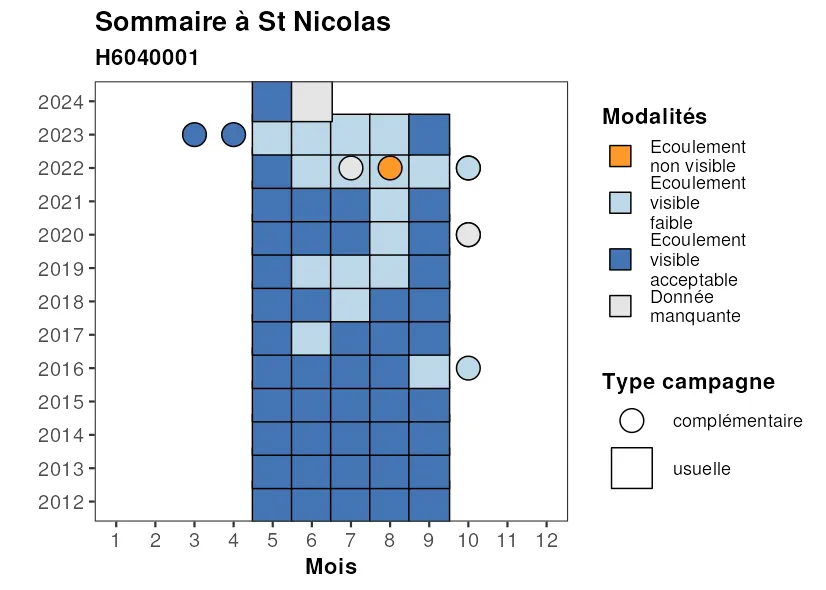 Sommaire à St Nicolas
H6040001
2024
2023
2022
2021
2020
2019
2018
2017
2016
2015
2014
2013
2012
1 2 3 4 5 6 7 8 9 10 11 12
Mois
Modalités
Ecoulement
non visible
Ecoulement
visible
faible
Ecoulement
visible
acceptable
Donnée
manquante
Type campagne
complémentaire
usuelle